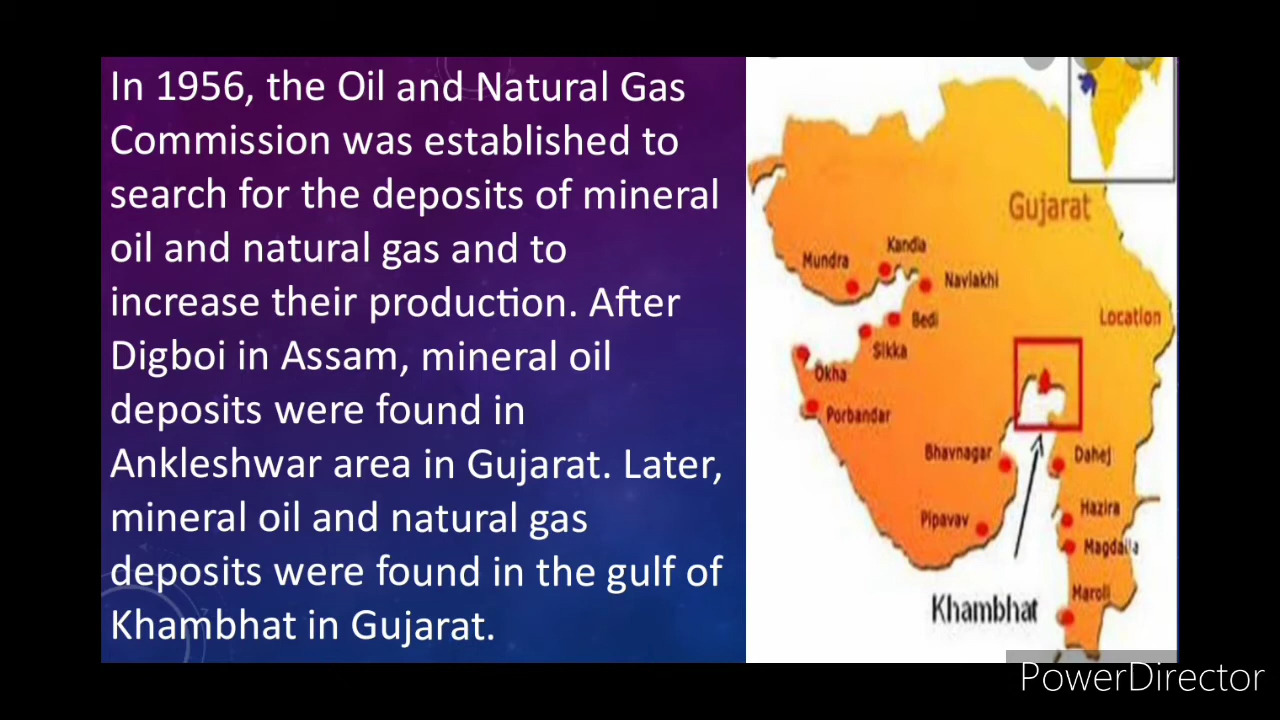 In 1956, the Oil and Natural Gas
Commission was established to
search for the deposits of mineral
oil and natural gas and to
increase their production. After
Digboi in Assam, mineral oil
deposits were found in
Ankleshwar area in Gujarat. Later,
mineral oil and natural gas
deposits were found in the gulf of
Khambhat in Gujarat.
Gujarat
Kandla
Mundra
Navlakhi
Bedi
Location
Sikka
Okha
Porbandar
Bhavnagar
Dahej
Hazira
Pipavav
Magdalla
Maroli
Khambhat
PowerDirector